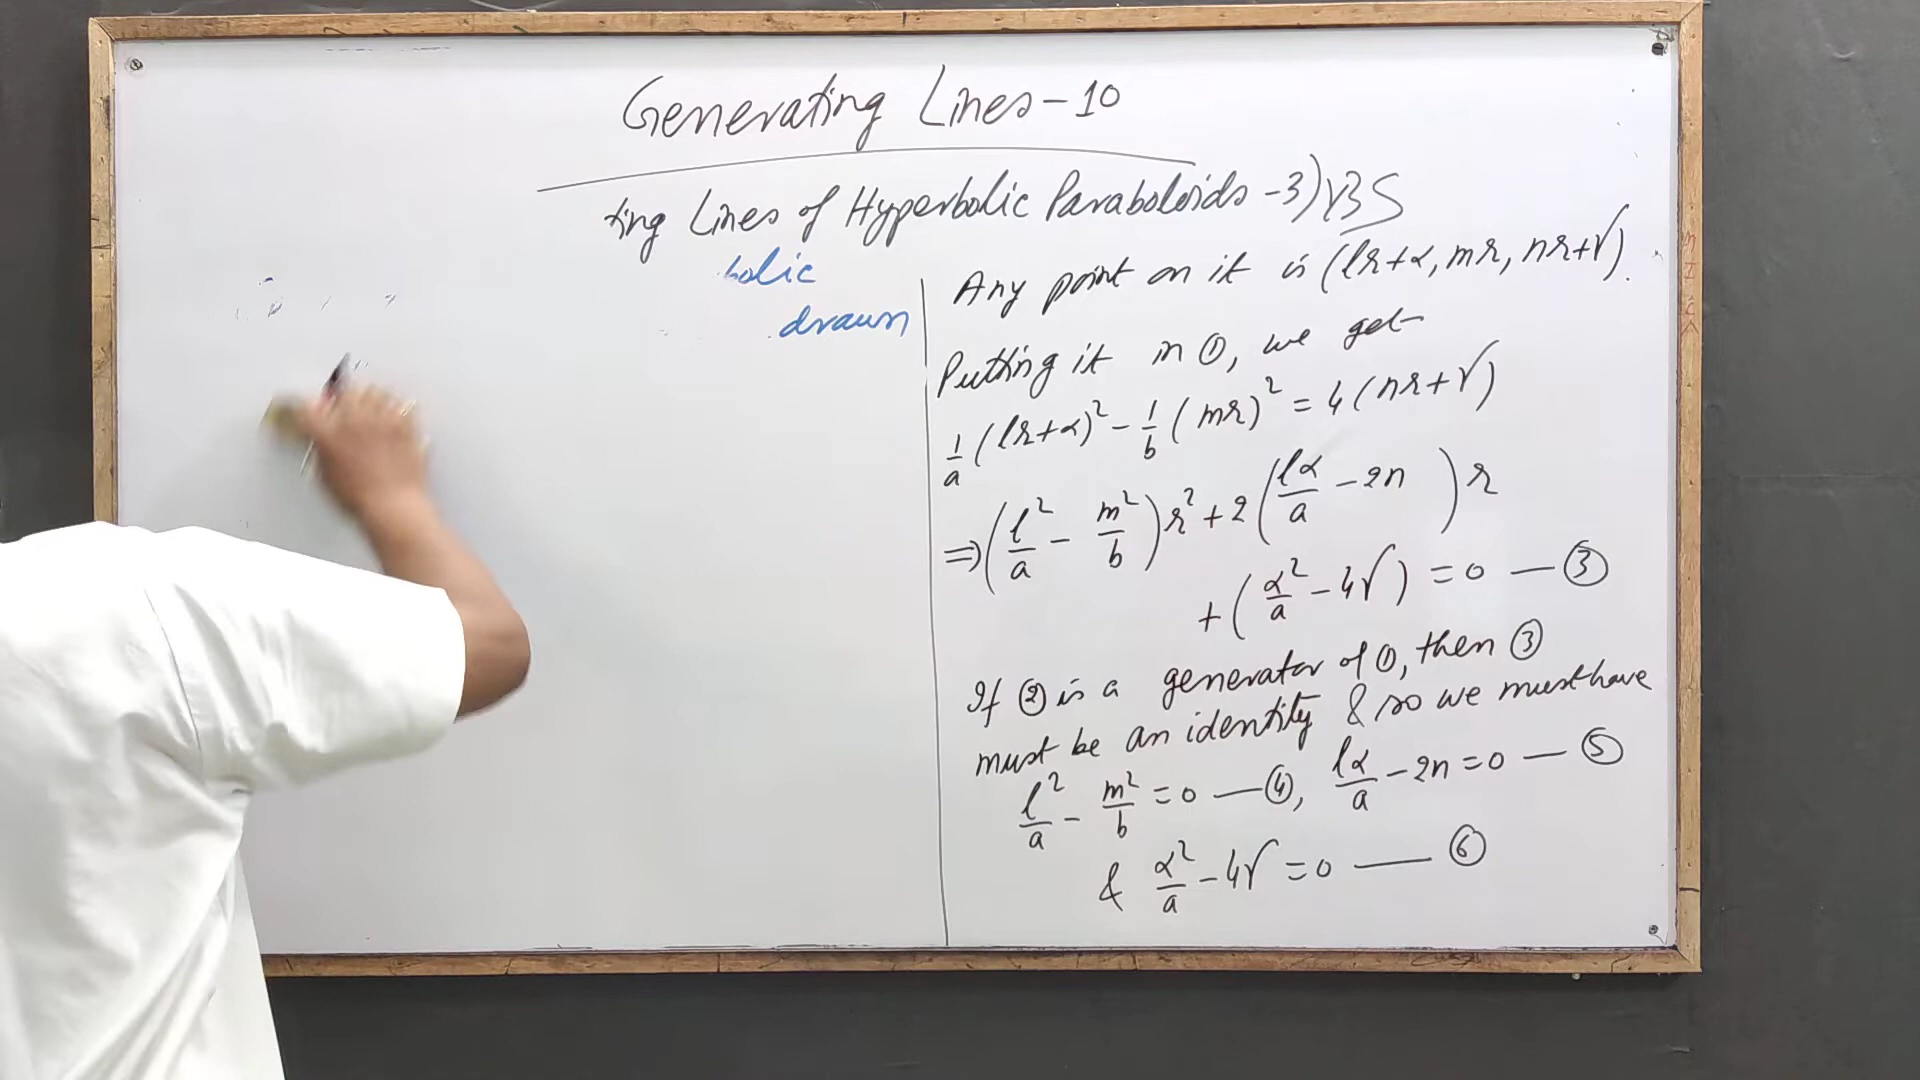 Generating Lines-10
ting Lines of Hyperbolic Paraboloids -3) VBS
bolic
drawn
Any point on it is (lr+α, mr, nr+γ).
Putting it in ①, we get
1/a (lr+α)² - 1/b (mr)² = 4(nr+γ)
⇒ (l²/a - m²/b) r² + 2 (lα/a - 2n ) r
+ (α²/a - 4γ) = 0 — ③
If ② is a generator of ①, then ③
must be an identity & so we must have
l²/a - m²/b = 0 — ④, lα/a - 2n = 0 — ⑤
& α²/a - 4γ = 0 — ⑥